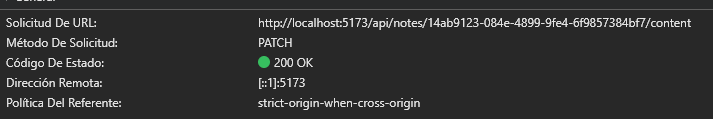 Solicitud De URL: http://localhost:5173/api/notes/14ab9123-084e-4899-9fe4-6f9857384bf7/content
Método De Solicitud: PATCH
Código De Estado: 200 OK
Dirección Remota: [::1]:5173
Política Del Referente: strict-origin-when-cross-origin